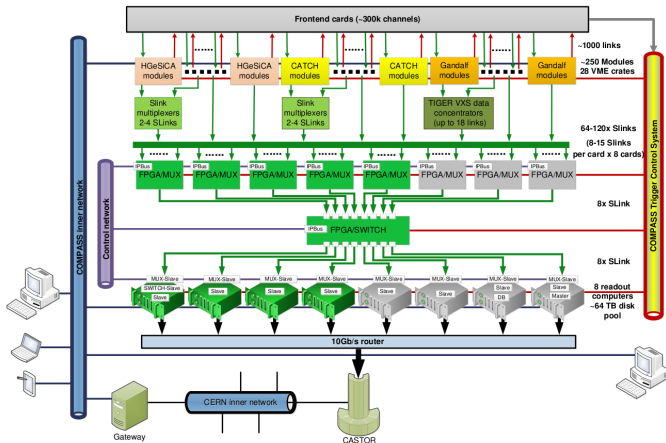 Frontend cards (~300k channels)
~1000 links
HGeSiCA
modules
HGeSiCA
modules
CATCH
modules
CATCH
modules
Gandalf
modules
Gandalf
modules
~250 Modules
28 VME crates
Slink
multiplexers
2-4 SLinks
Slink
multiplexers
2-4 SLinks
TIGER VXS data
concentrators
(up to 18 links)
64-120x Slinks
(8-15 Slinks
per card x 8 cards)
IPBus
FPGA/MUX
IPBus
FPGA/MUX
IPBus
FPGA/MUX
IPBus
FPGA/MUX
IPBus
FPGA/MUX
IPBus
FPGA/MUX
IPBus
FPGA/MUX
IPBus
FPGA/MUX
8x SLink
IPBus
FPGA/SWITCH
8x SLink
MUX-Slave
MUX-Slave
MUX-Slave
MUX-Slave
MUX-Slave
MUX-Slave
MUX-Slave
MUX-Slave
SWITCH-Slave
Slave
Slave
Slave
Slave
Slave
Slave
Slave
DB
Slave
Master
8 readout
computers
~64 TB disk
pool
10Gb/s router
CERN inner network
Gateway
CASTOR
COMPASS inner network
Control network
COMPASS Trigger Control System